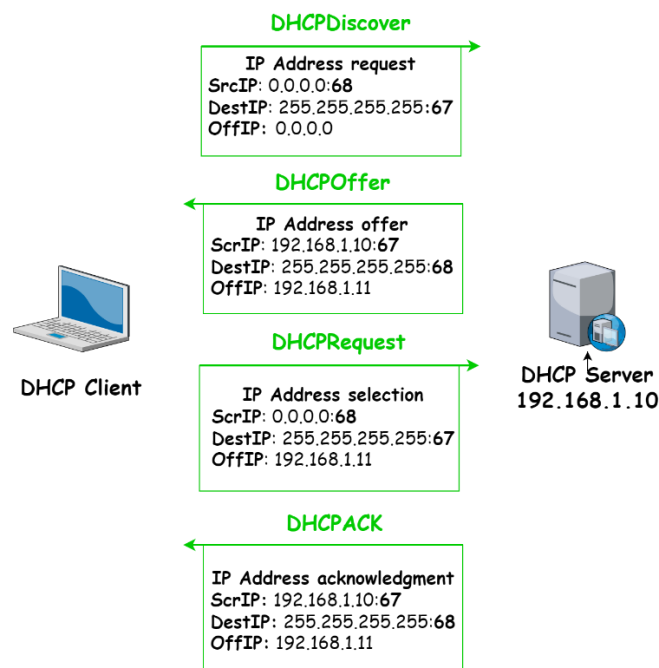 DHCPDiscover
IP Address request
SrcIP: 0.0.0.0:68
DestIP: 255.255.255.255:67
OffIP: 0.0.0.0
DHCPOffer
IP Address offer
ScrIP: 192.168.1.10:67
DestIP: 255.255.255.255:68
OffIP: 192.168.1.11
DHCP Client
DHCPRequest
IP Address selection
ScrIP: 0.0.0.0:68
DestIP: 255.255.255.255:67
OffIP: 192.168.1.11
DHCP Server
192.168.1.10
DHCPACK
IP Address acknowledgment
ScrIP: 192.168.1.10:67
DestIP: 255.255.255.255:68
OffIP: 192.168.1.11